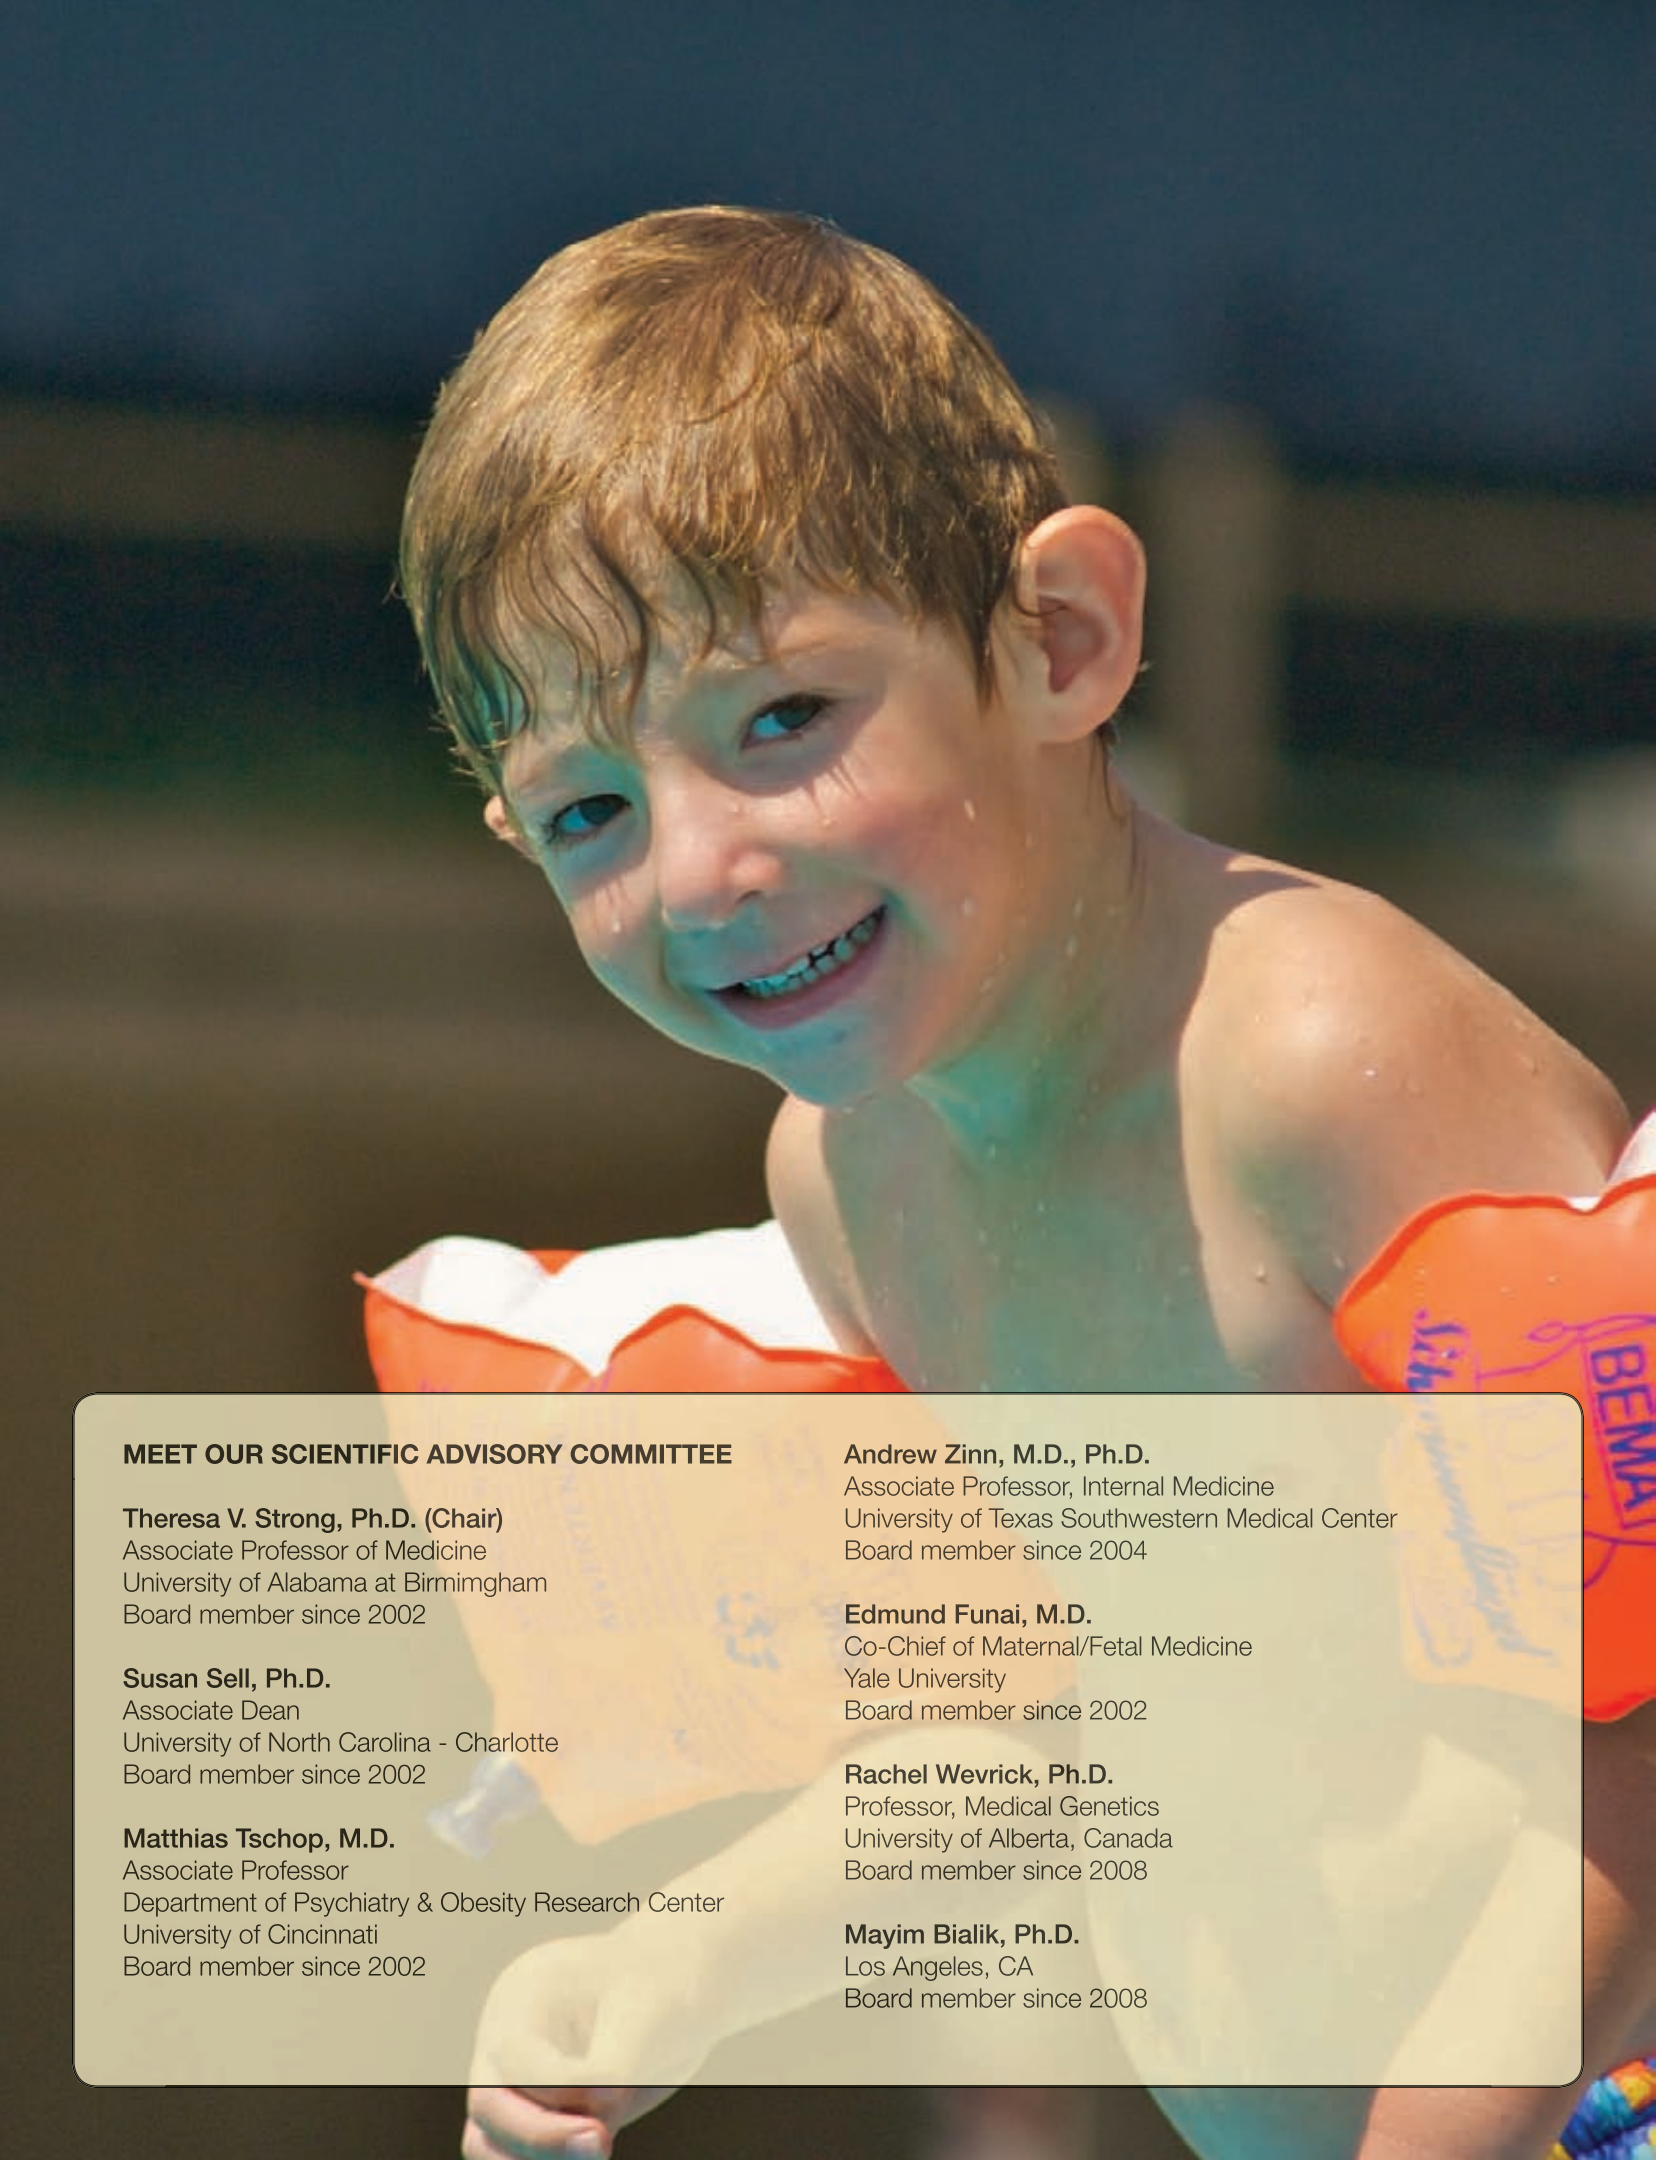 MEET OUR SCIENTIFIC ADVISORY COMMITTEE
Theresa V. Strong, Ph.D. (Chair)
Associate Professor of Medicine
University of Alabama at Birmimgham
Board member since 2002
Susan Sell, Ph.D.
Associate Dean
University of North Carolina - Charlotte
Board member since 2002
Matthias Tschop, M.D.
Associate Professor
Department of Psychiatry & Obesity Research Center
University of Cincinnati
Board member since 2002
Andrew Zinn, M.D., Ph.D.
Associate Professor, Internal Medicine
University of Texas Southwestern Medical Center
Board member since 2004
Edmund Funai, M.D.
Co-Chief of Maternal/Fetal Medicine
Yale University
Board member since 2002
Rachel Wevrick, Ph.D.
Professor, Medical Genetics
University of Alberta, Canada
Board member since 2008
Mayim Bialik, Ph.D.
Los Angeles, CA
Board member since 2008
BEMA